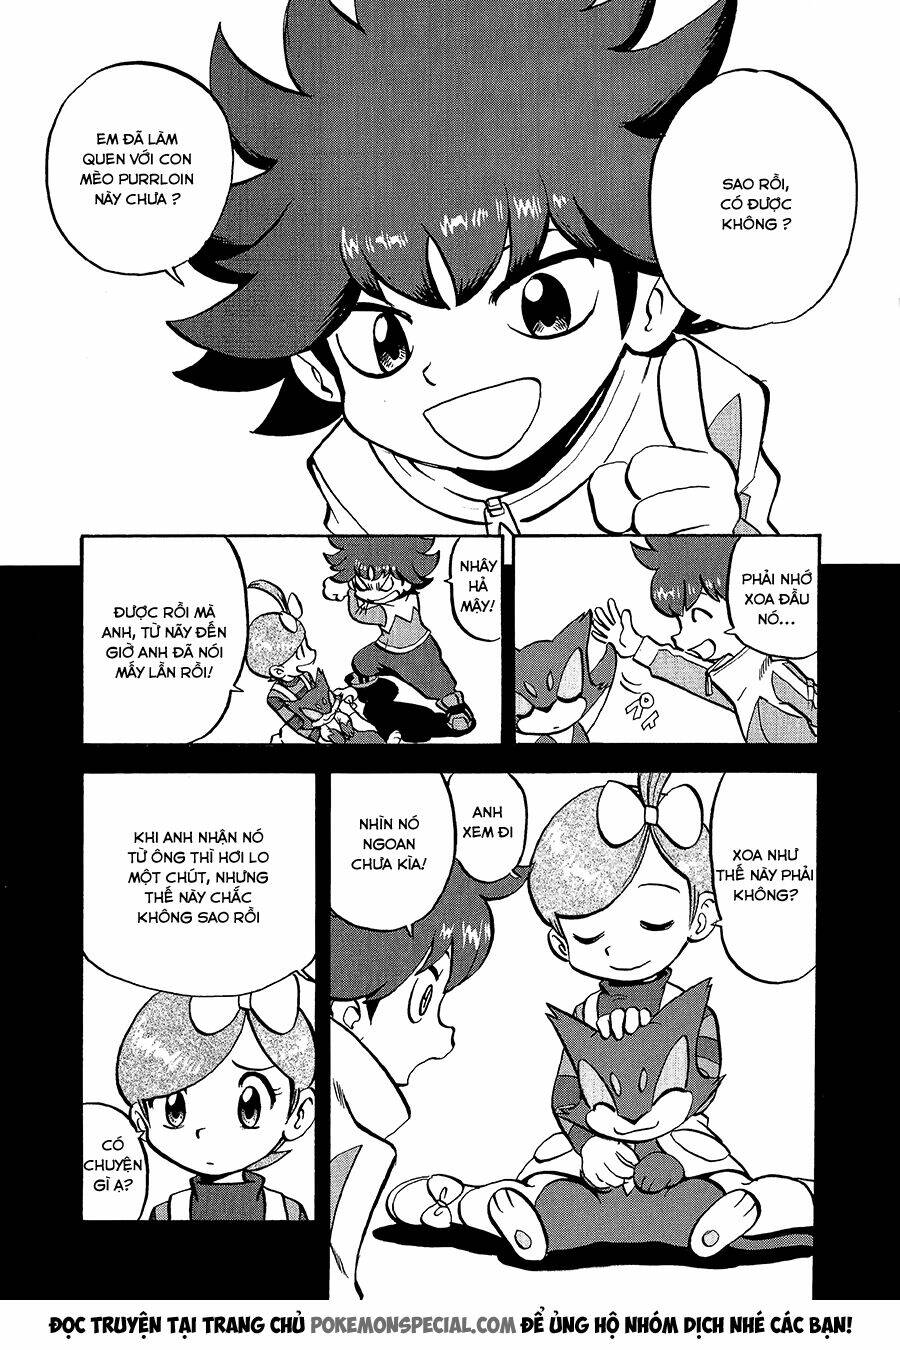 SAO RỒI,
CÓ ĐƯỢC
KHÔNG ?
EM ĐÃ LÀM
QUEN VỚI CON
MÈO PURRLOIN
NÀY CHƯA ?
PHẢI NHỚ
XOA ĐẦU
NÓ...
NHÂY
HẢ
MẬY!
ĐƯỢC RỒI MÀ
ANH, TỪ NÃY ĐẾN
GIỜ ANH ĐÃ NÓI
MẤY LẦN RỒI!
XOA NHƯ
THẾ NÀY PHẢI
KHÔNG?
ANH
XEM ĐI
NHÌN NÓ
NGOAN
CHƯA KÌA!
KHI ANH NHẬN NÓ
TỪ ÔNG THÌ HƠI LO
MỘT CHÚT, NHƯNG
THẾ NÀY CHẮC
KHÔNG SAO RỒI
CÓ
CHUYỆN
GÌ Ạ?
ĐỌC TRUYỆN TẠI TRANG CHỦ POKEMONSPECIAL.COM ĐỂ ỦNG HỘ NHÓM DỊCH NHÉ CÁC BẠN!